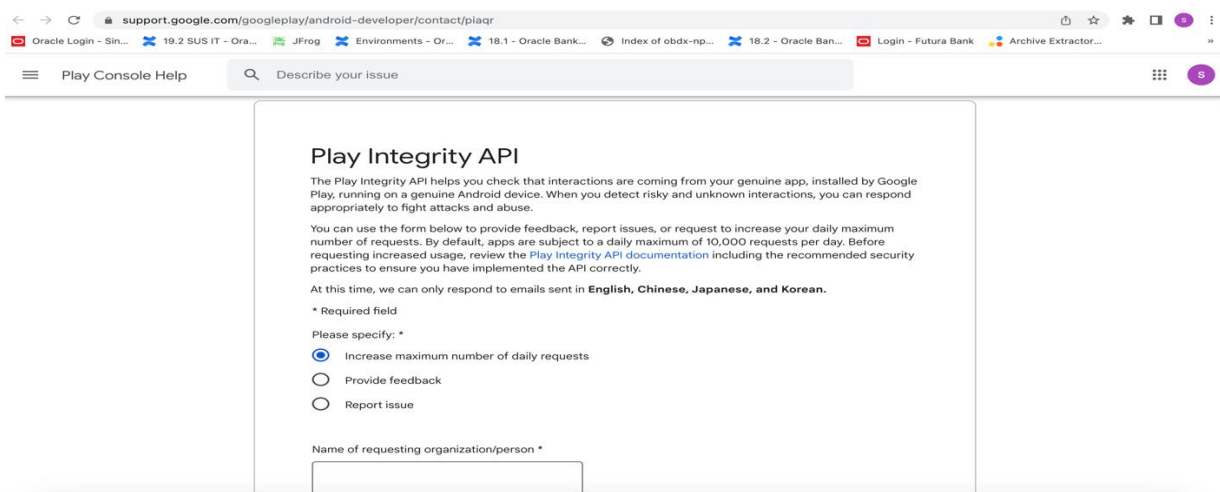 support.google.com/googleplay/android-developer/contact/piaqr
Oracle Login - Sin... 19.2 SUS IT - Ora... JFrog Environments - Or... 18.1 - Oracle Bank... Index of obdx-np... 18.2 - Oracle Ban... Login - Futura Bank Archive Extractor... »
Play Console Help Describe your issue S
Play Integrity API
The Play Integrity API helps you check that interactions are coming from your genuine app, installed by Google
Play, running on a genuine Android device. When you detect risky and unknown interactions, you can respond
appropriately to fight attacks and abuse.
You can use the form below to provide feedback, report issues, or request to increase your daily maximum
number of requests. By default, apps are subject to a daily maximum of 10,000 requests per day. Before
requesting increased usage, review the Play Integrity API documentation including the recommended security
practices to ensure you have implemented the API correctly.
At this time, we can only respond to emails sent in English, Chinese, Japanese, and Korean.
* Required field
Please specify: *
Increase maximum number of daily requests
Provide feedback
Report issue
Name of requesting organization/person *